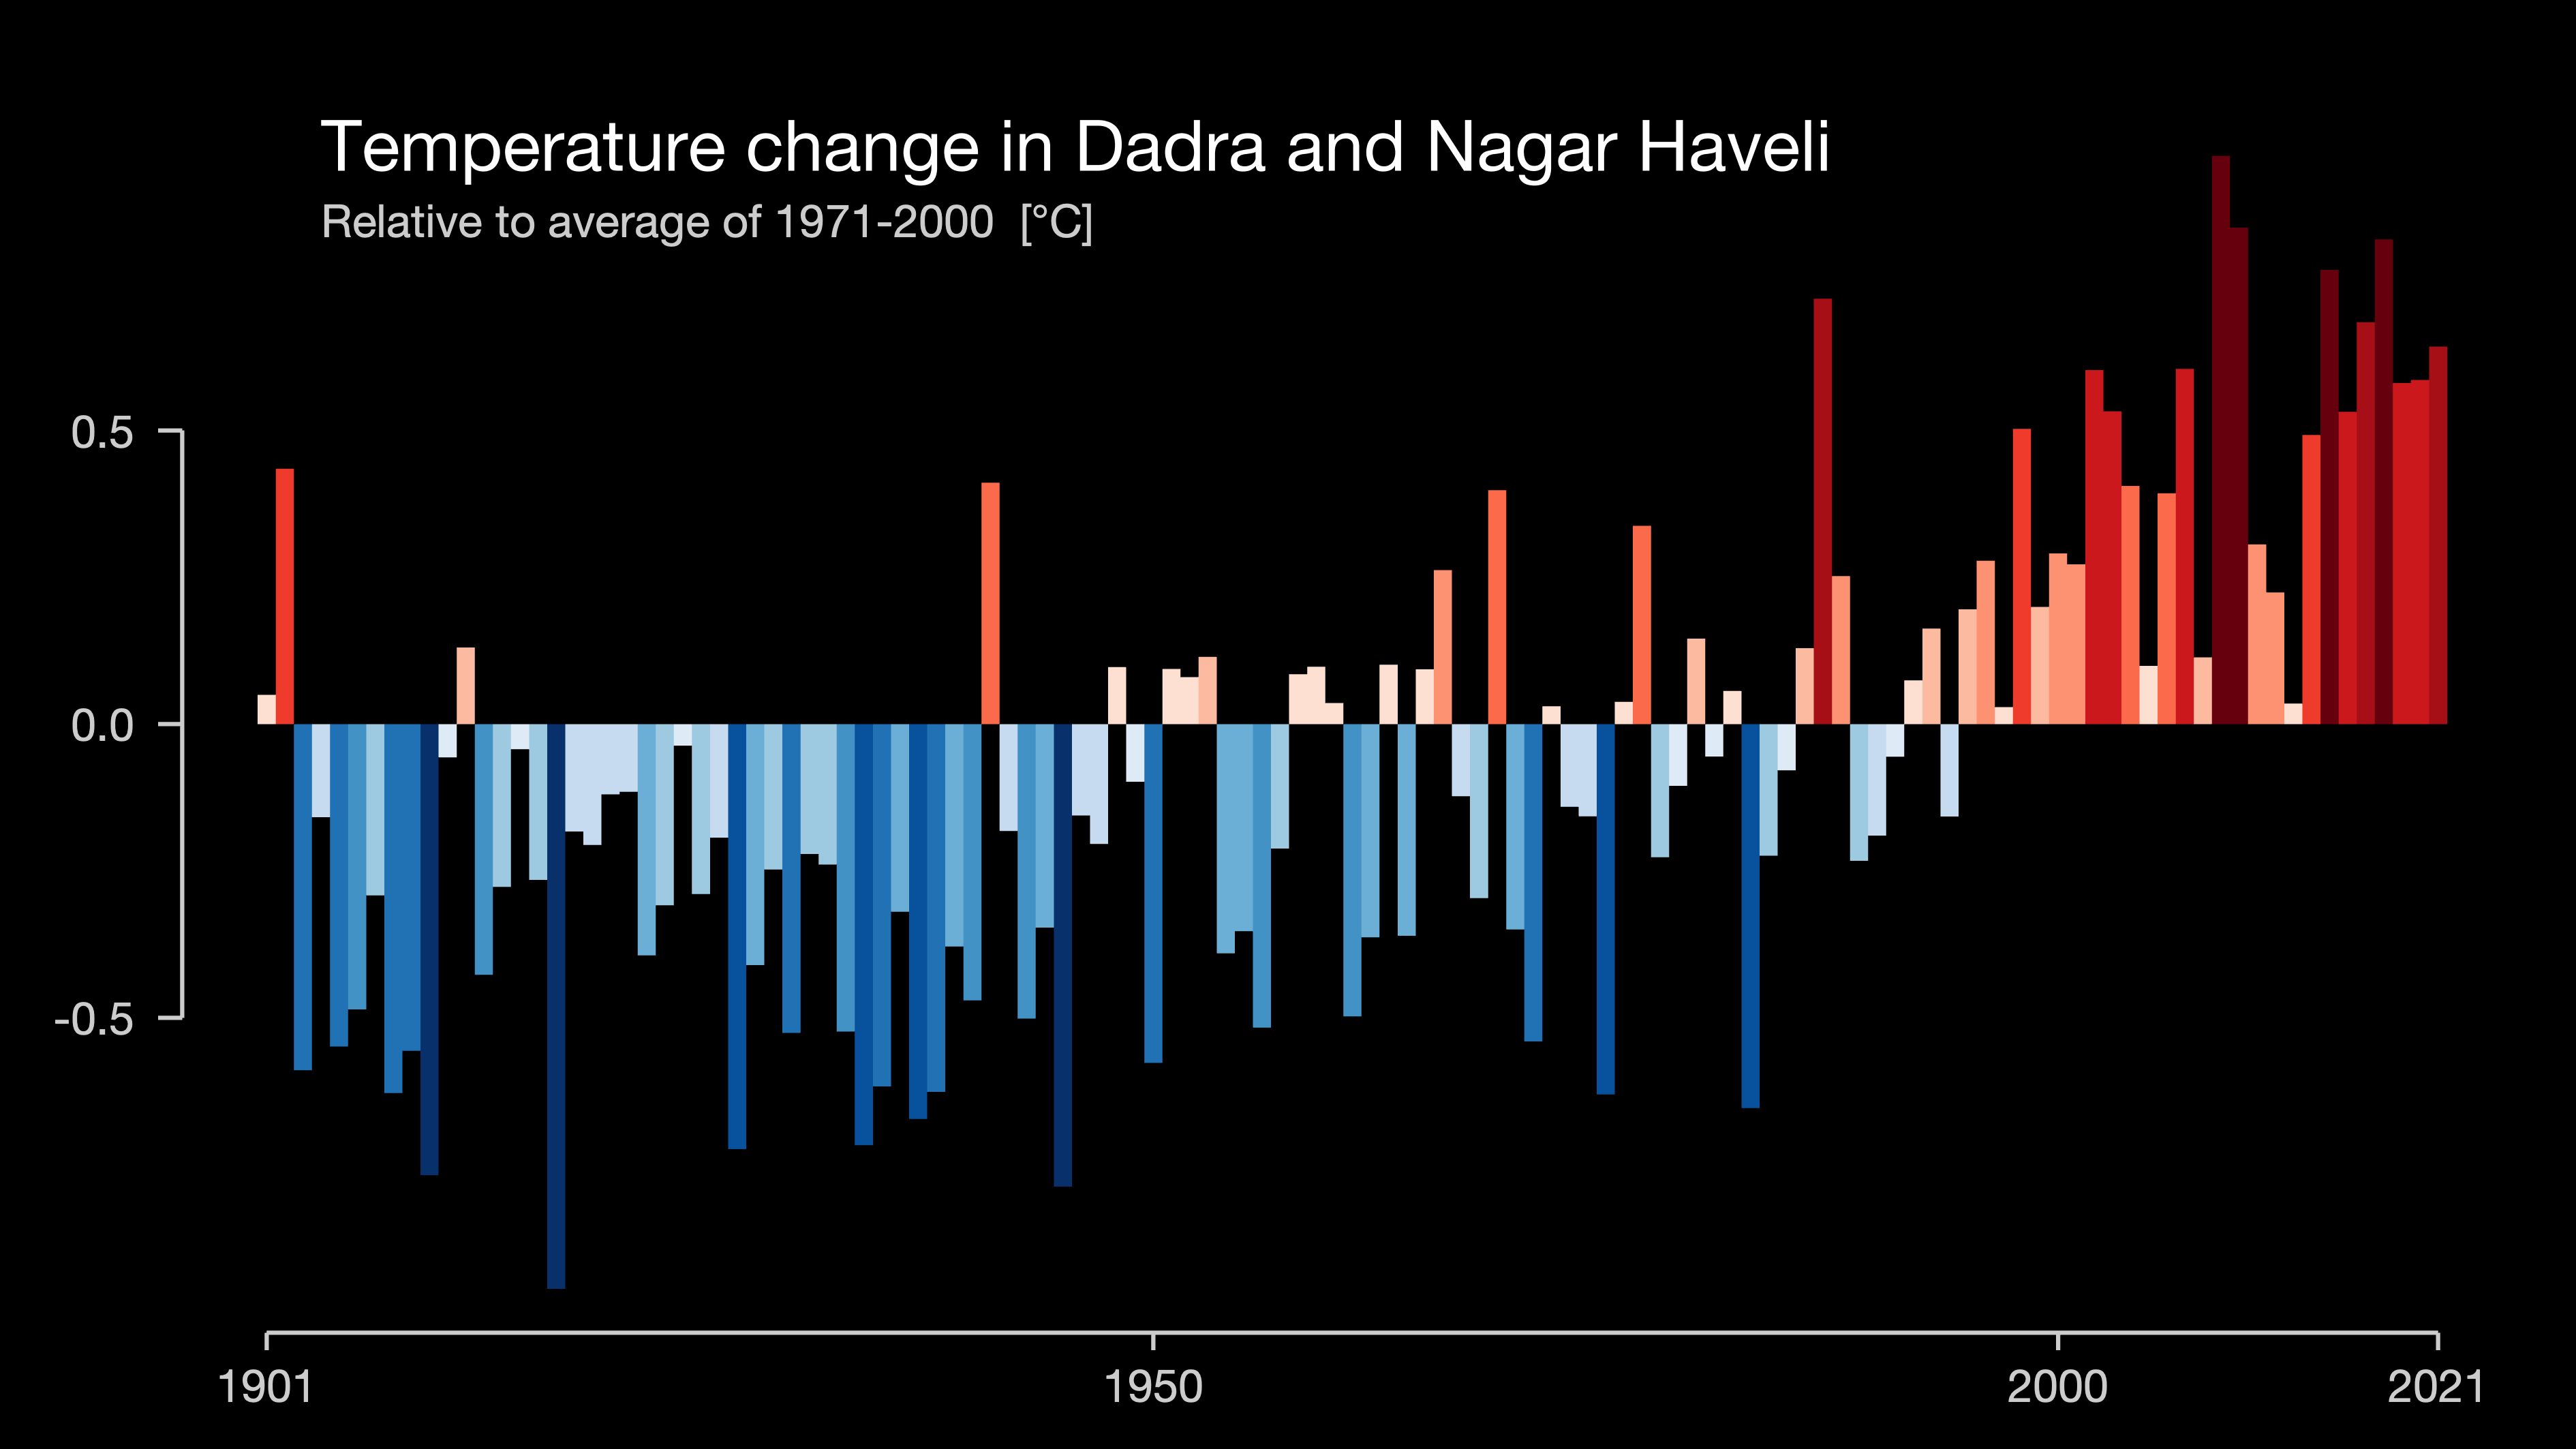 Temperature change in Dadra and Nagar Haveli
Relative to average of 1971-2000 [°C]
0.5
0.0
-0.5
1901 1950 2000 2021